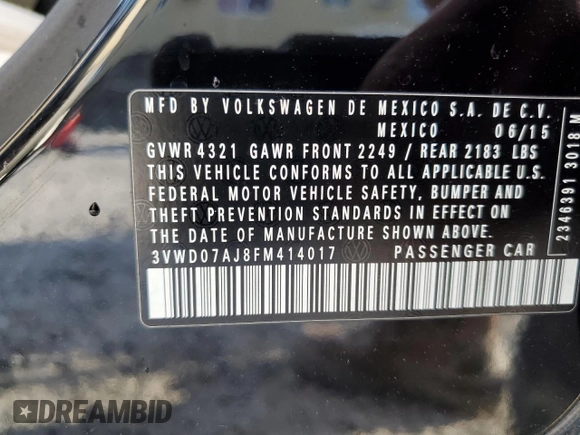 MFD BY VOLKSWAGEN DE MEXICO S.A. DE C.V.
MEXICO 06/15
GVWR 4321 GAWR FRONT 2249 / REAR 2183 LBS
THIS VEHICLE CONFORMS TO ALL APPLICABLE U.S.
FEDERAL MOTOR VEHICLE SAFETY, BUMPER AND
THEFT PREVENTION STANDARDS IN EFFECT ON
THE DATE OF MANUFACTURE SHOWN ABOVE.
3VWD07AJ8FM414017 PASSENGER CAR
2346391 3018 M
DREAMBID